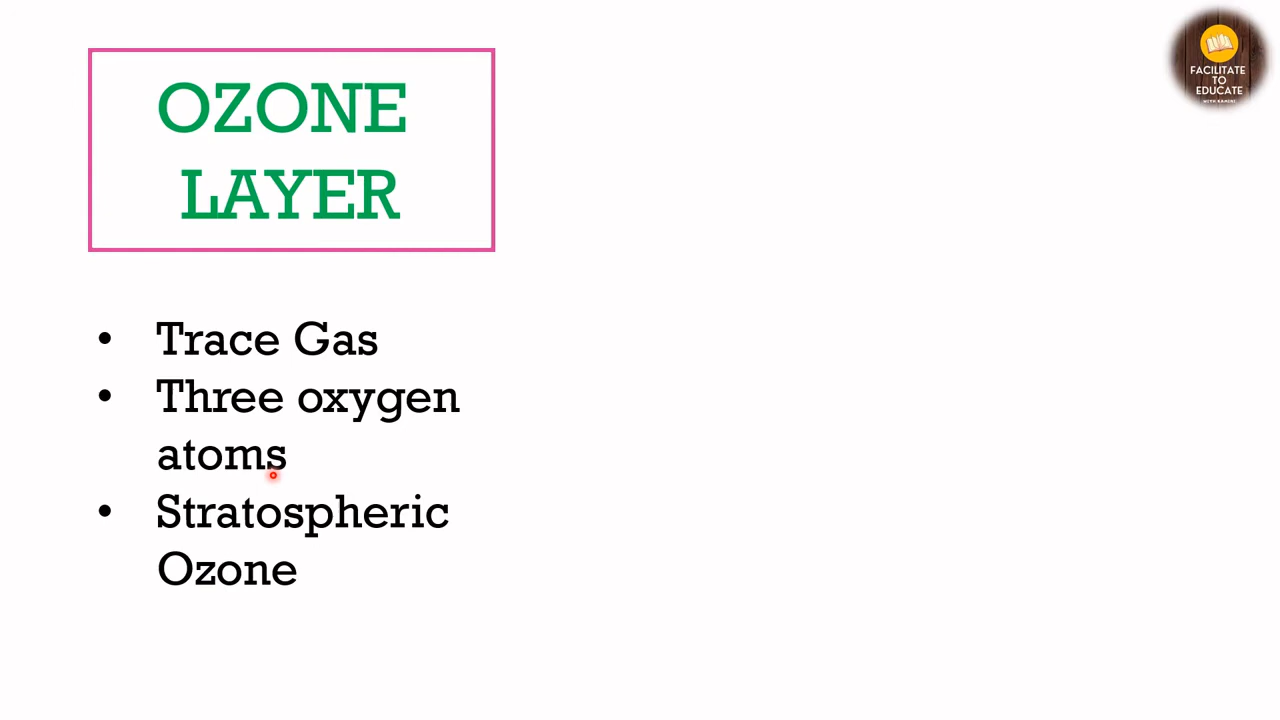 OZONE
LAYER
• Trace Gas
• Three oxygen
atoms
• Stratospheric
Ozone
FACILITATE
TO
EDUCATE